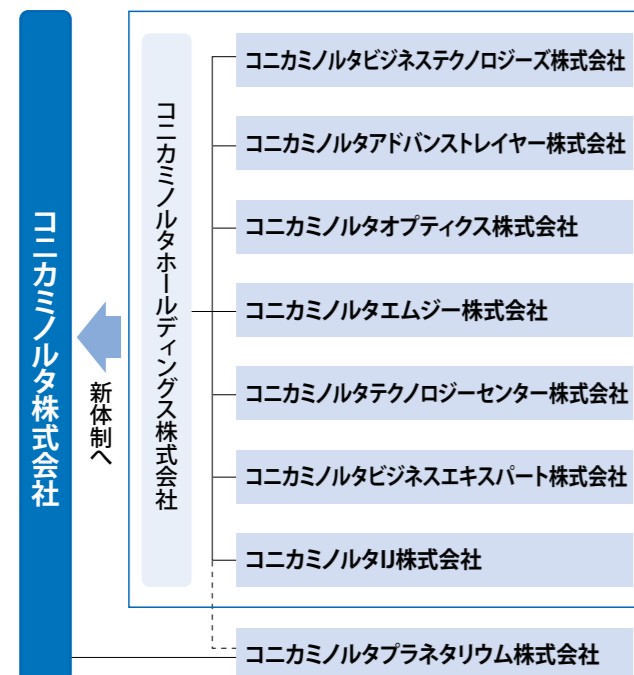 コニカミノルタ株式会社
新体制へ
コニカミノルタホールディングス株式会社
コニカミノルタビジネステクノロジーズ株式会社
コニカミノルタアドバンストレイヤー株式会社
コニカミノルタオプティクス株式会社
コニカミノルタエムジー株式会社
コニカミノルタテクノロジーセンター株式会社
コニカミノルタビジネスエキスパート株式会社
コニカミノルタIJ株式会社
コニカミノルタプラネタリウム株式会社